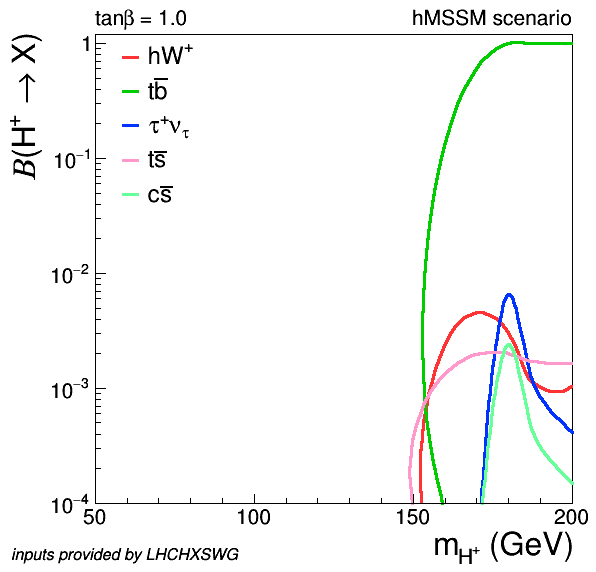 tanβ = 1.0 hMSSM scenario
B(H⁺ → X)
hW⁺
tb̅
τ⁺ν_τ
ts̅
cs̅
1
10⁻¹
10⁻²
10⁻³
10⁻⁴
50 100 150 200
m_H⁺ (GeV)
inputs provided by LHCHXSWG